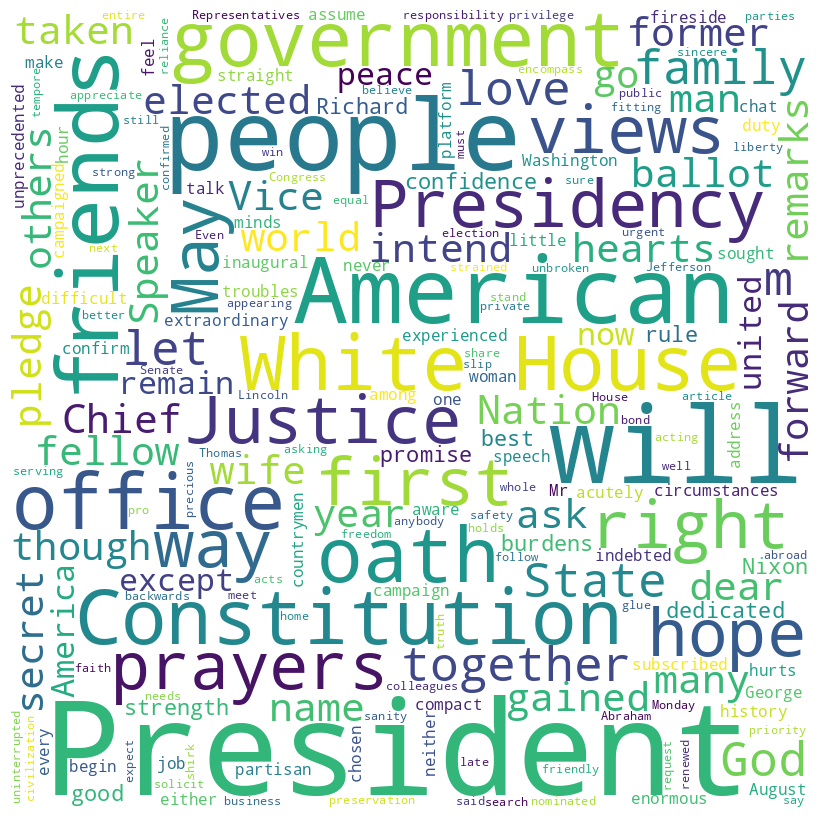 entire
Representatives
assume
responsibility
privilege
fireside
parties
taken
government
former
sincere
reliance
make
feel
straight
peace
love
go
family
encompass
believe
appreciate
tempore
friends
elected
Richard
platform
man
chat
public
fitting
people
views
remarks
unprecedented
others
hour
campaigned
strong
still
confirmed
win
talk
Congress
Washington
must
sure
duty
liberty
Vice
confidence
ballot
Speaker
May
minds
equal
Presidency
Even
election
urgent
next
world
intend
little
hearts
sought
inaugural
never
strained
unbroken
Jefferson
m
pledge
difficult
troubles
American
stand
private
better
appearing
extraordinary
experienced
now
rule
united
forward
confirm
let
White House
share
slip
woman
remain
Senate
Lincoln
among
one
House
article
bond
acting
address
Chief
Justice
Nation
will
best
promise
speech
well
fellow
serving
Thomas
asking
wife
precious
first
whole
Mr
acutely
circumstances
office
pro
year
aware
anybody
safety
holds
ask
right
freedom
follow
burdens
indebted
abroad
though
way
countrymen
oath
State
Nixon
secret
America
except
acts
backwards
meet
campaign
dear
dedicated
home
glue
Constitution
hope
truth
faith
prayers
together
subscribed
hurts
needs
colleagues
compact
gained
many
George
uninterrupted
civilization
every
strength
name
sanity
neither
Abraham
Monday
history
priority
begin
expect
job
shirk
partisan
chosen
late
friendly
request
renewed
President
God
good
solicit
either
business
preservation
said
search
nominated
enormous
August
say